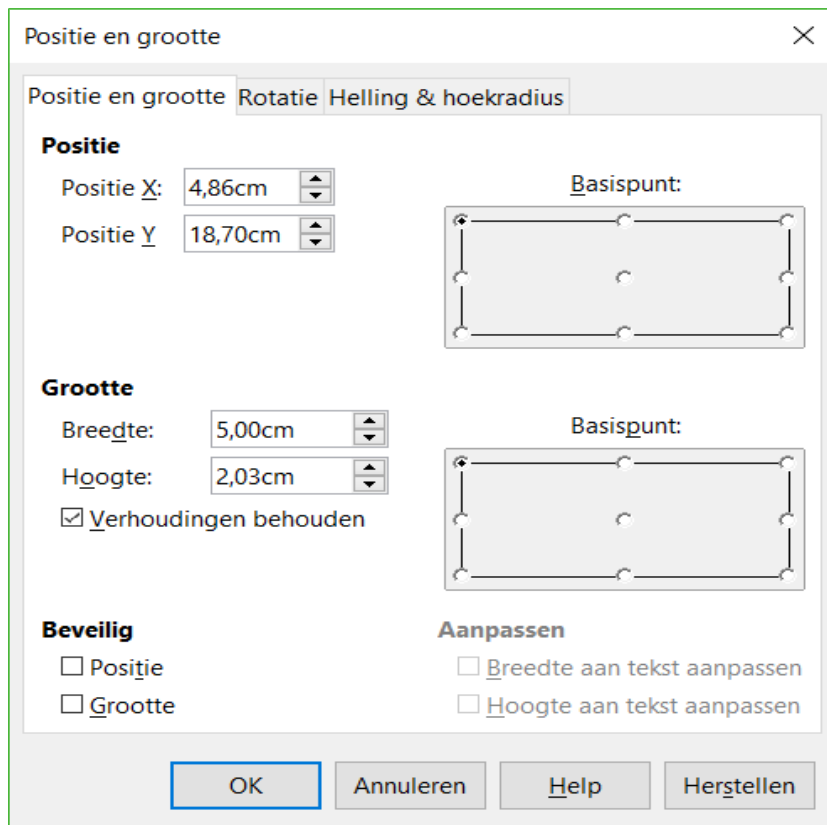 Positie en grootte
Positie en grootte Rotatie Helling & hoekradius
Positie
Positie X: 4,86cm
Basispunt:
Positie Y 18,70cm
Grootte
Breedte: 5,00cm
Basispunt:
Hoogte: 2,03cm
Verhoudingen behouden
Beveilig
Positie
Grootte
Aanpassen
Breedte aan tekst aanpassen
Hoogte aan tekst aanpassen
OK Annuleren Help Herstellen